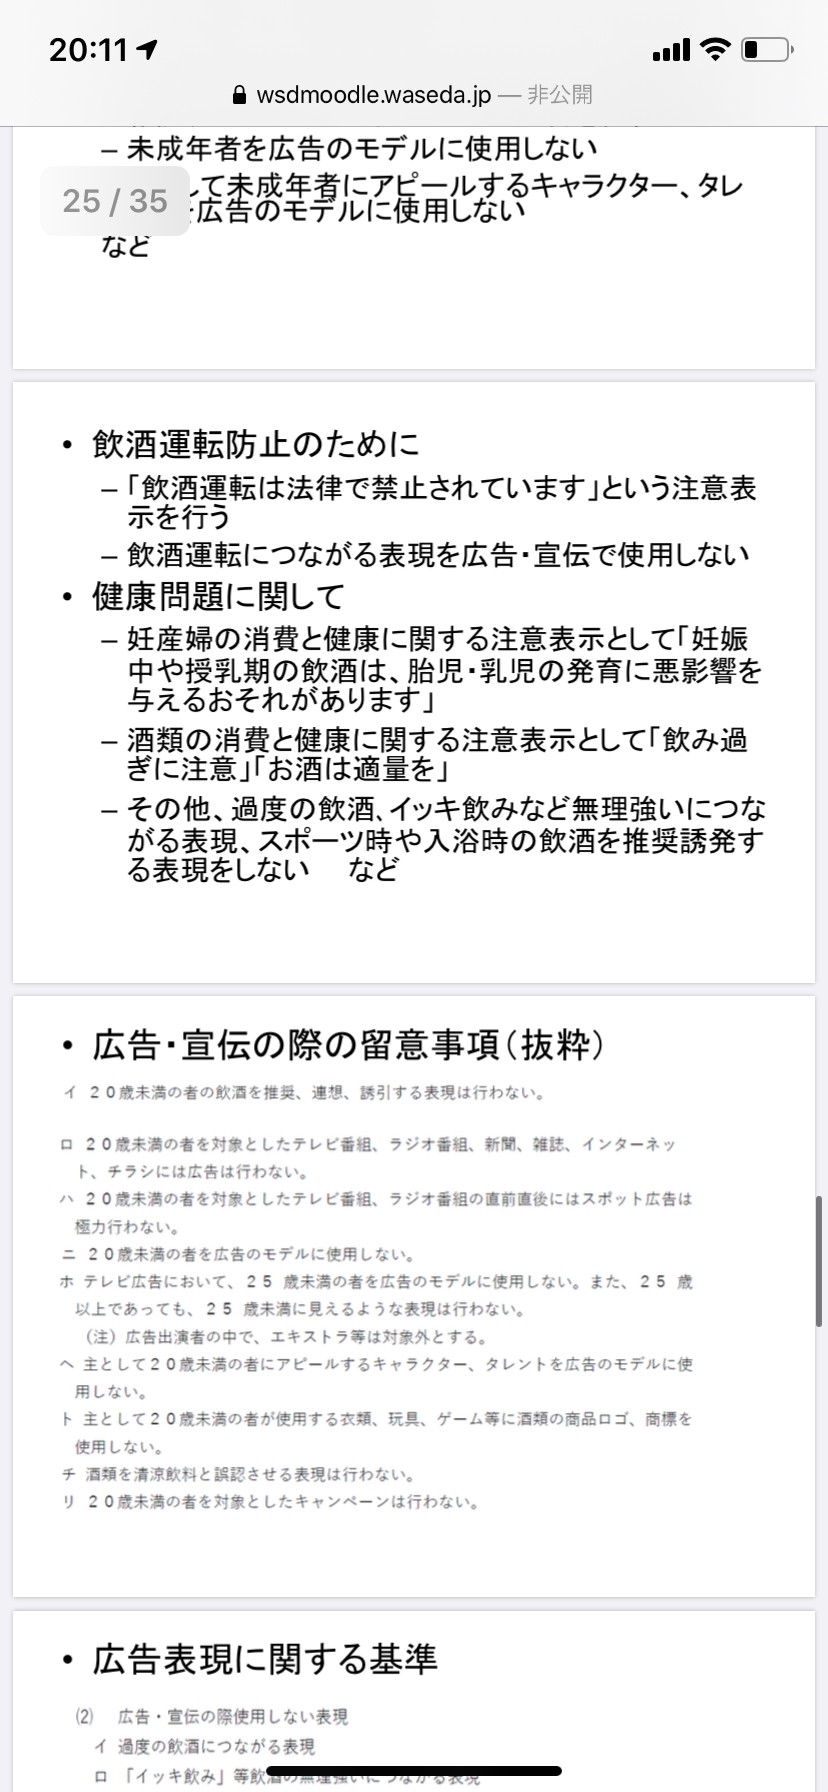 20:11
wsdmoodle.waseda.jp — 非公開
– 未成年者を広告のモデルに使用しない
25 / 35
して未成年者にアピールするキャラクター、タレ
を広告のモデルに使用しない
など
• 飲酒運転防止のために
– 「飲酒運転は法律で禁止されています」という注意表
示を行う
– 飲酒運転につながる表現を広告・宣伝で使用しない
• 健康問題に関して
– 妊産婦の消費と健康に関する注意表示として「妊娠
中や授乳期の飲酒は、胎児・乳児の発育に悪影響を
与えるおそれがあります」
– 酒類の消費と健康に関する注意表示として「飲み過
ぎに注意」「お酒は適量を」
– その他、過度の飲酒、イッキ飲みなど無理強いにつな
がる表現、スポーツ時や入浴時の飲酒を推奨誘発す
る表現をしない など
• 広告・宣伝の際の留意事項(抜粋)
イ 20歳未満の者の飲酒を推奨、連想、誘引する表現は行わない。
ロ 20歳未満の者を対象としたテレビ番組、ラジオ番組、新聞、雑誌、インターネッ
ト、チラシには広告は行わない。
ハ 20歳未満の者を対象としたテレビ番組、ラジオ番組の直前直後にはスポット広告は
極力行わない。
ニ 20歳未満の者を広告のモデルに使用しない。
ホ テレビ広告において、25 歳未満の者を広告のモデルに使用しない。また、25 歳
以上であっても、25 歳未満に見えるような表現は行わない。
(注)広告出演者の中で、エキストラ等は対象外とする。
ヘ 主として20歳未満の者にアピールするキャラクター、タレントを広告のモデルに使
用しない。
ト 主として20歳未満の者が使用する衣類、玩具、ゲーム等に酒類の商品ロゴ、商標を
使用しない。
チ 酒類を清涼飲料と誤認させる表現は行わない。
リ 20歳未満の者を対象としたキャンペーンは行わない。
• 広告表現に関する基準
(2) 広告・宣伝の際使用しない表現
イ 過度の飲酒につながる表現
ロ 「イッキ飲み」等飲酒の無理強いにつながる表現